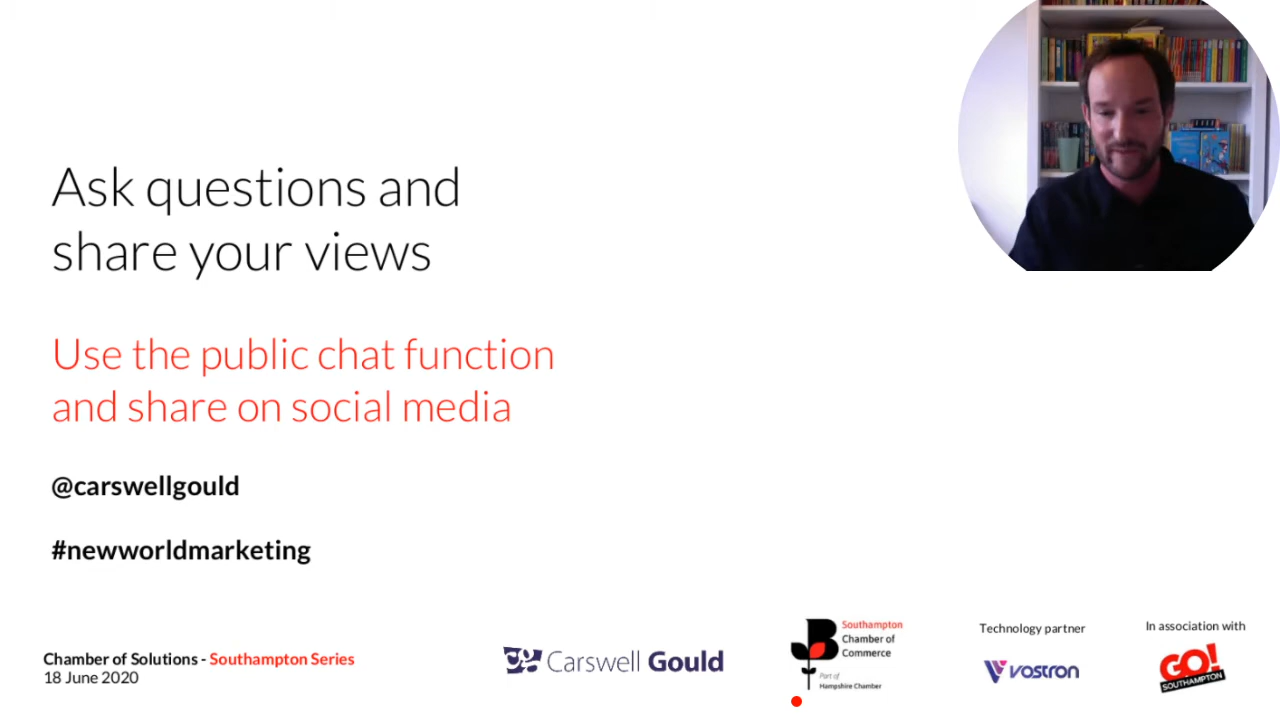 Ask questions and
share your views
Use the public chat function
and share on social media
@carswellgould
#newworldmarketing
Chamber of Solutions - Southampton Series
18 June 2020
Carswell Gould
Southampton
Chamber of
Commerce
Part of
Hampshire Chamber
Technology partner
vostron
In association with
GO!
SOUTHAMPTON